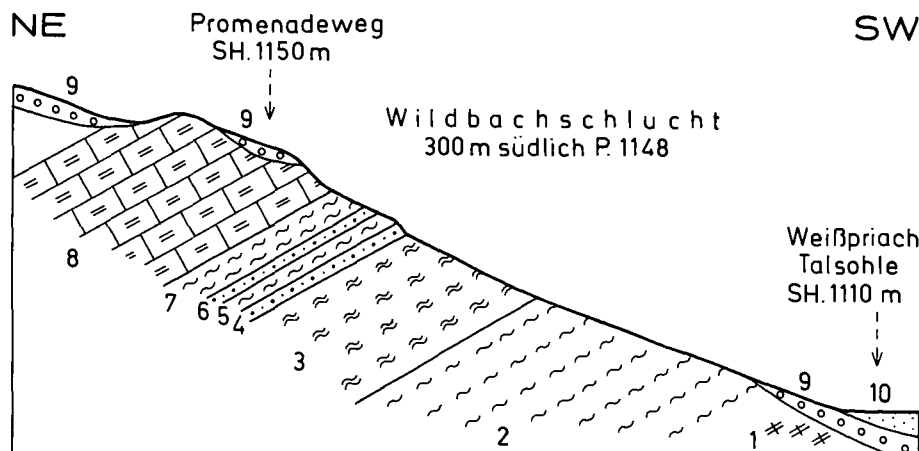 NE
Promenadeweg
SH. 1150 m
SW
9
9
Wildbachschlucht
300 m südlich P. 1148
Weißpriach
Talsohle
SH. 1110 m
8
7
6
5
4
3
9
10
2
1